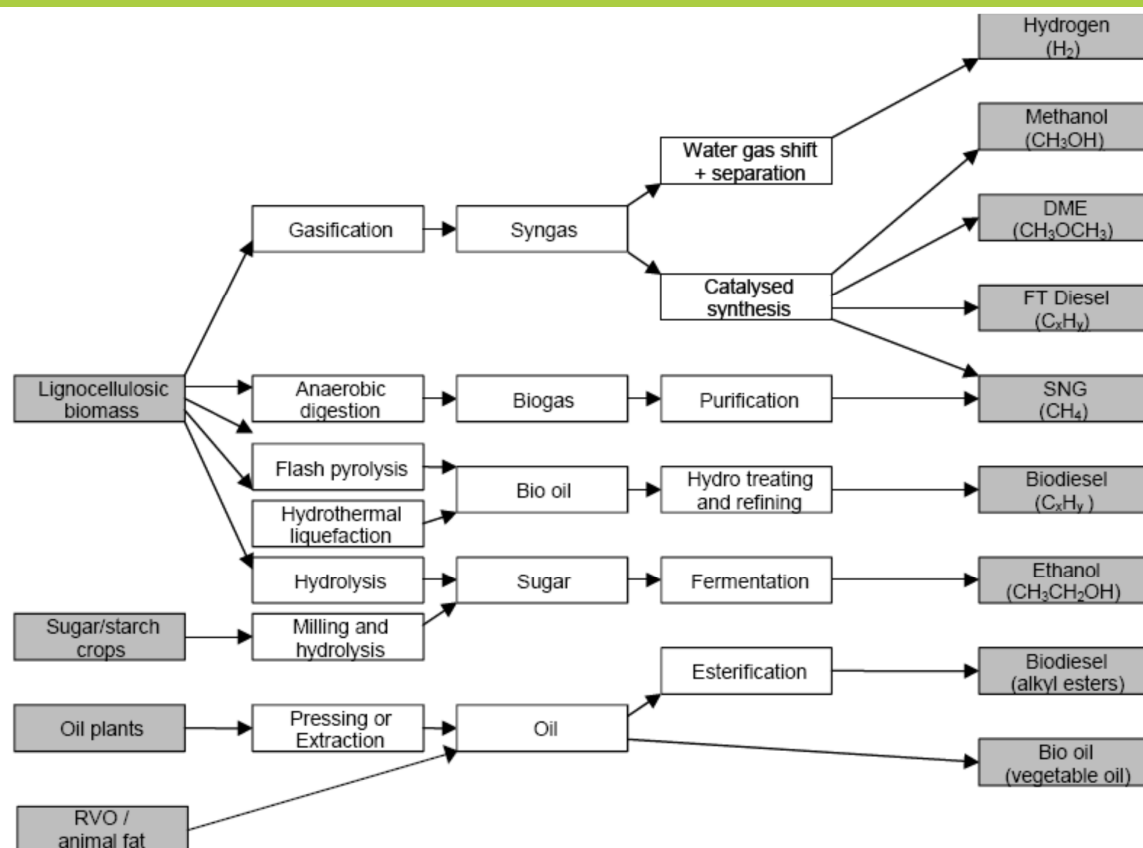 Hydrogen
(H₂)
Methanol
(CH₃OH)
Water gas shift
+ separation
DME
(CH₃OCH₃)
Gasification
Syngas
Catalysed
synthesis
FT Diesel
(CₓHᵧ)
Lignocellulosic
biomass
Anaerobic
digestion
Biogas
Purification
SNG
(CH₄)
Flash pyrolysis
Bio oil
Hydro treating
and refining
Biodiesel
(CₓHᵧ )
Hydrothermal
liquefaction
Hydrolysis
Sugar
Fermentation
Ethanol
(CH₃CH₂OH)
Sugar/starch
crops
Milling and
hydrolysis
Esterification
Biodiesel
(alkyl esters)
Oil plants
Pressing or
Extraction
Oil
Bio oil
(vegetable oil)
RVO /
animal fat